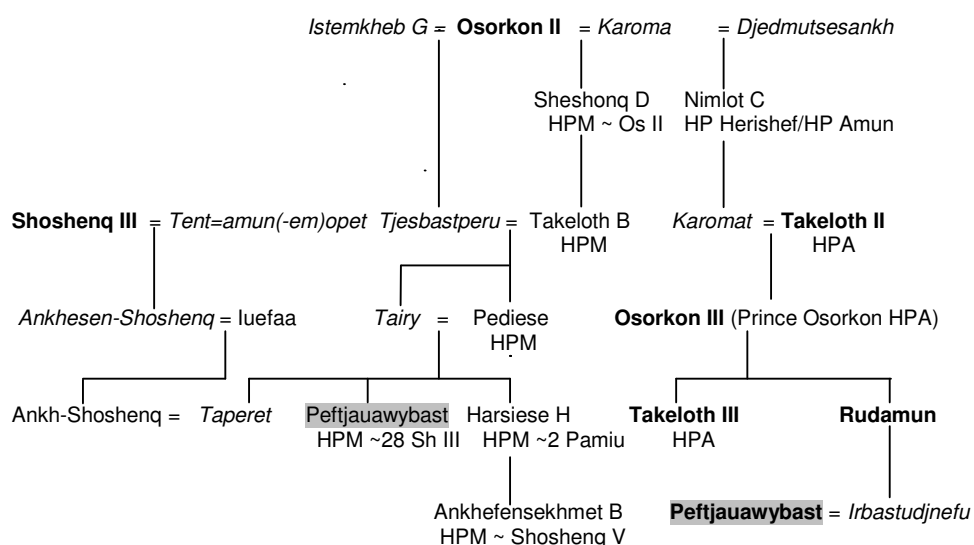 Istemkheb G = Osorkon II = Karoma = Djedmutsesankh
Sheshonq D Nimlot C
HPM ~ Os II HP Herishef/HP Amun
Shoshenq III = Tent=amun(-em)opet Tjesbastperu = Takeloth B Karomat = Takeloth II
HPM HPA
Ankhesen-Shoshenq = Iuefaa Tairy = Pediese Osorkon III (Prince Osorkon HPA)
HPM
Ankh-Shoshenq = Taperet Peftjauawybast Harsiese H Takeloth III Rudamun
HPM ~28 Sh III HPM ~2 Pamiu HPA
Ankhefensekhmet B Peftjauawybast = Irbastudjnefu
HPM ~ Shosenq V